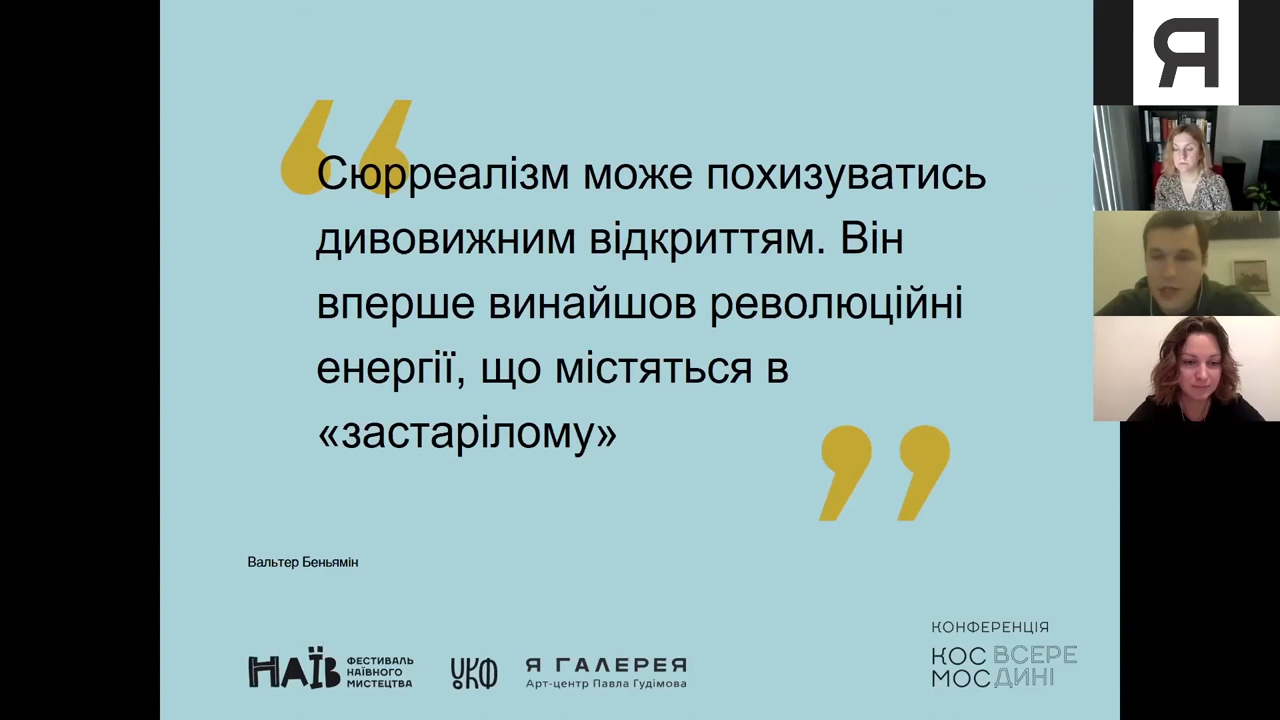 Я
Сюрреалізм може похизуватись
дивовижним відкриттям. Він
вперше винайшов революційні
енергії, що містяться в
«застарілому»
Вальтер Беньямін
НАЇВ
ФЕСТИВАЛЬ
НАЇВНОГО
МИСТЕЦТВА
УКФ
Я ГАЛЕРЕЯ
Арт-центр Павла Гудімова
КОНФЕРЕНЦІЯ
КОС ВСЕРЕ
МОС ДИНІ